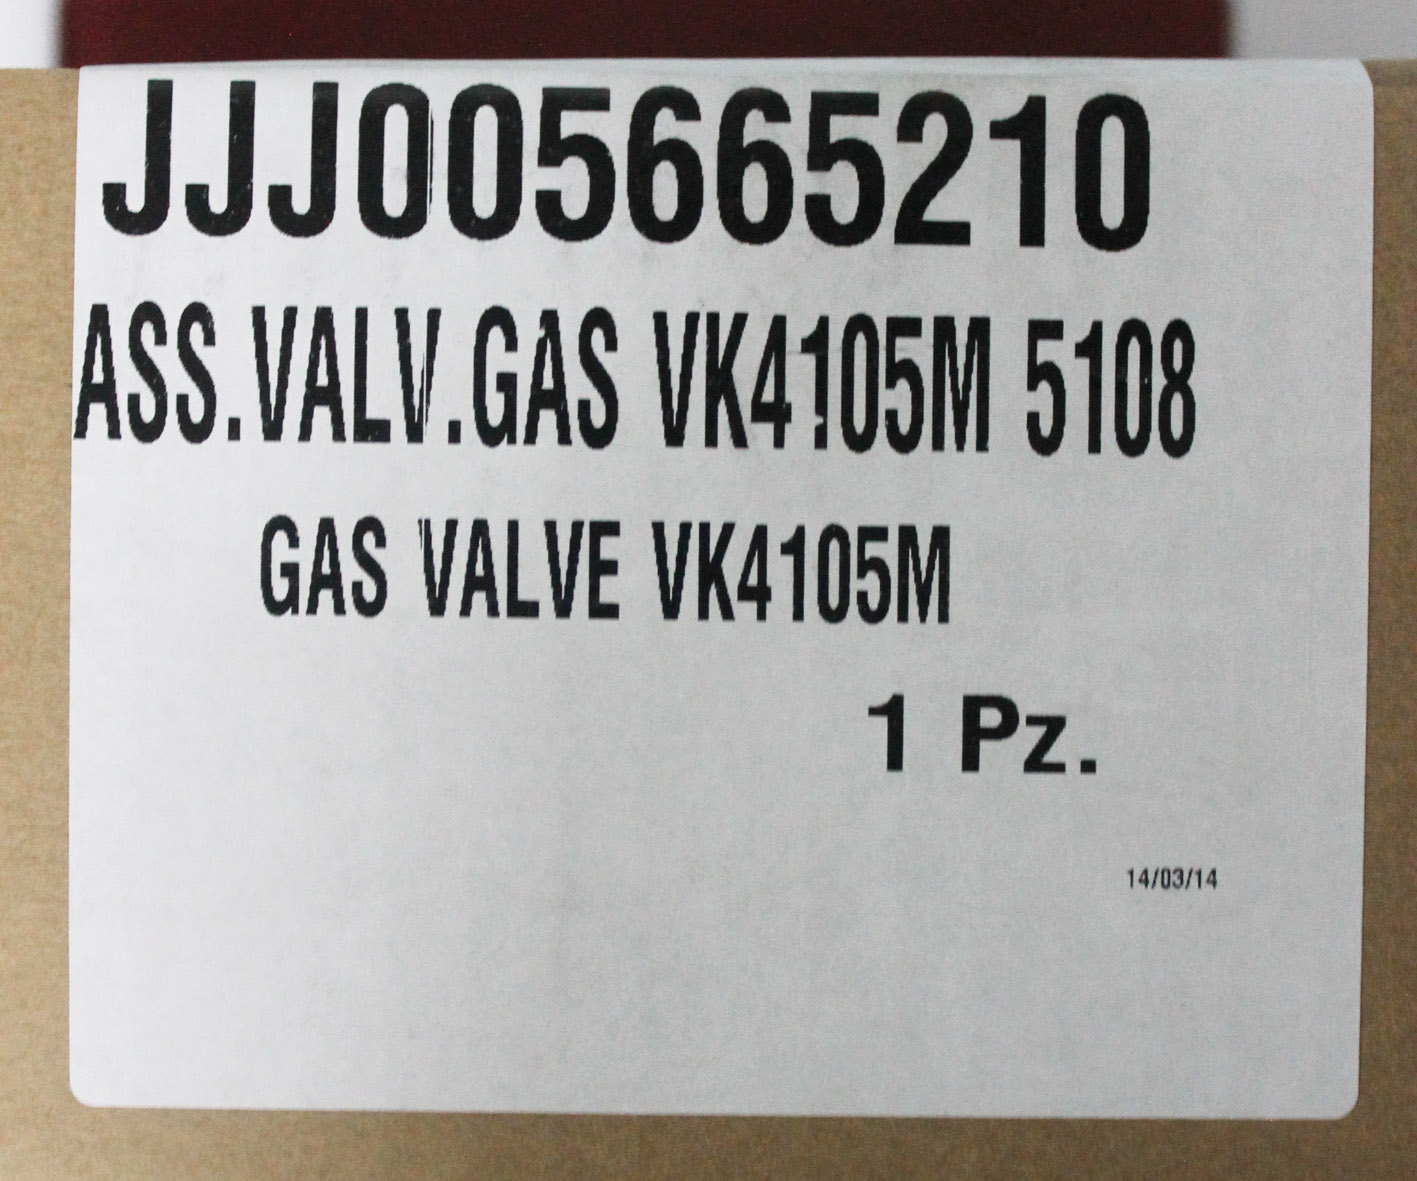 JJJ005665210
ASS.VALV.GAS VK4105M 5108
GAS VALVE VK4105M
1 Pz.
14/03/14